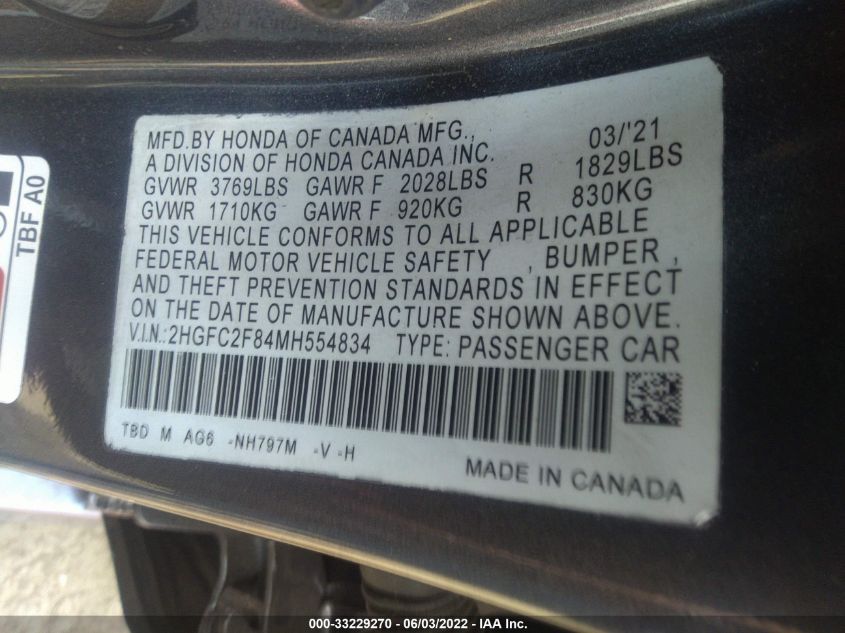 MFD.BY HONDA OF CANADA MFG., 03/'21
A DIVISION OF HONDA CANADA INC.
GVWR 3769LBS GAWR F 2028LBS R 1829LBS
GVWR 1710KG GAWR F 920KG R 830KG
THIS VEHICLE CONFORMS TO ALL APPLICABLE
FEDERAL MOTOR VEHICLE SAFETY , BUMPER ,
AND THEFT PREVENTION STANDARDS IN EFFECT
ON THE DATE OF MANUFACTURE SHOWN ABOVE.
V.I.N.:2HGFC2F84MH554834 TYPE: PASSENGER CAR
TBD M AG6 -NH797M -V -H
MADE IN CANADA
TBF A0
000-33229270 - 06/03/2022 - IAA Inc.